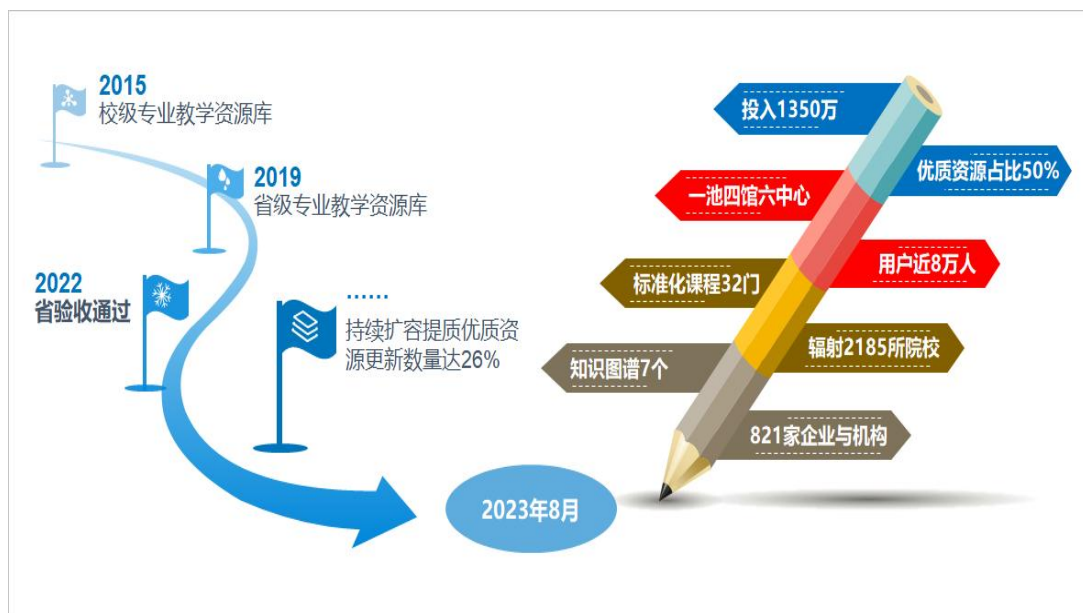 2015
校级专业教学资源库
2019
省级专业教学资源库
2022
省验收通过
……
持续扩容提质优质资
源更新数量达26%
2023年8月
投入1350万
优质资源占比50%
一池四馆六中心
用户近8万人
标准化课程32门
辐射2185所院校
知识图谱7个
821家企业与机构